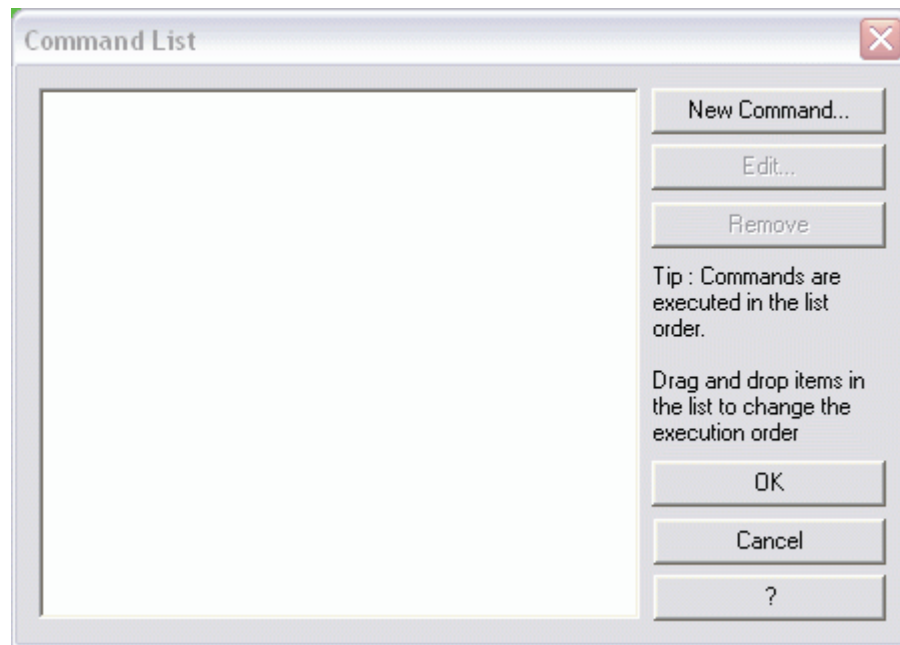 Command List
New Command...
Edit...
Remove
Tip : Commands are
executed in the list
order.
Drag and drop items in
the list to change the
execution order
OK
Cancel
?